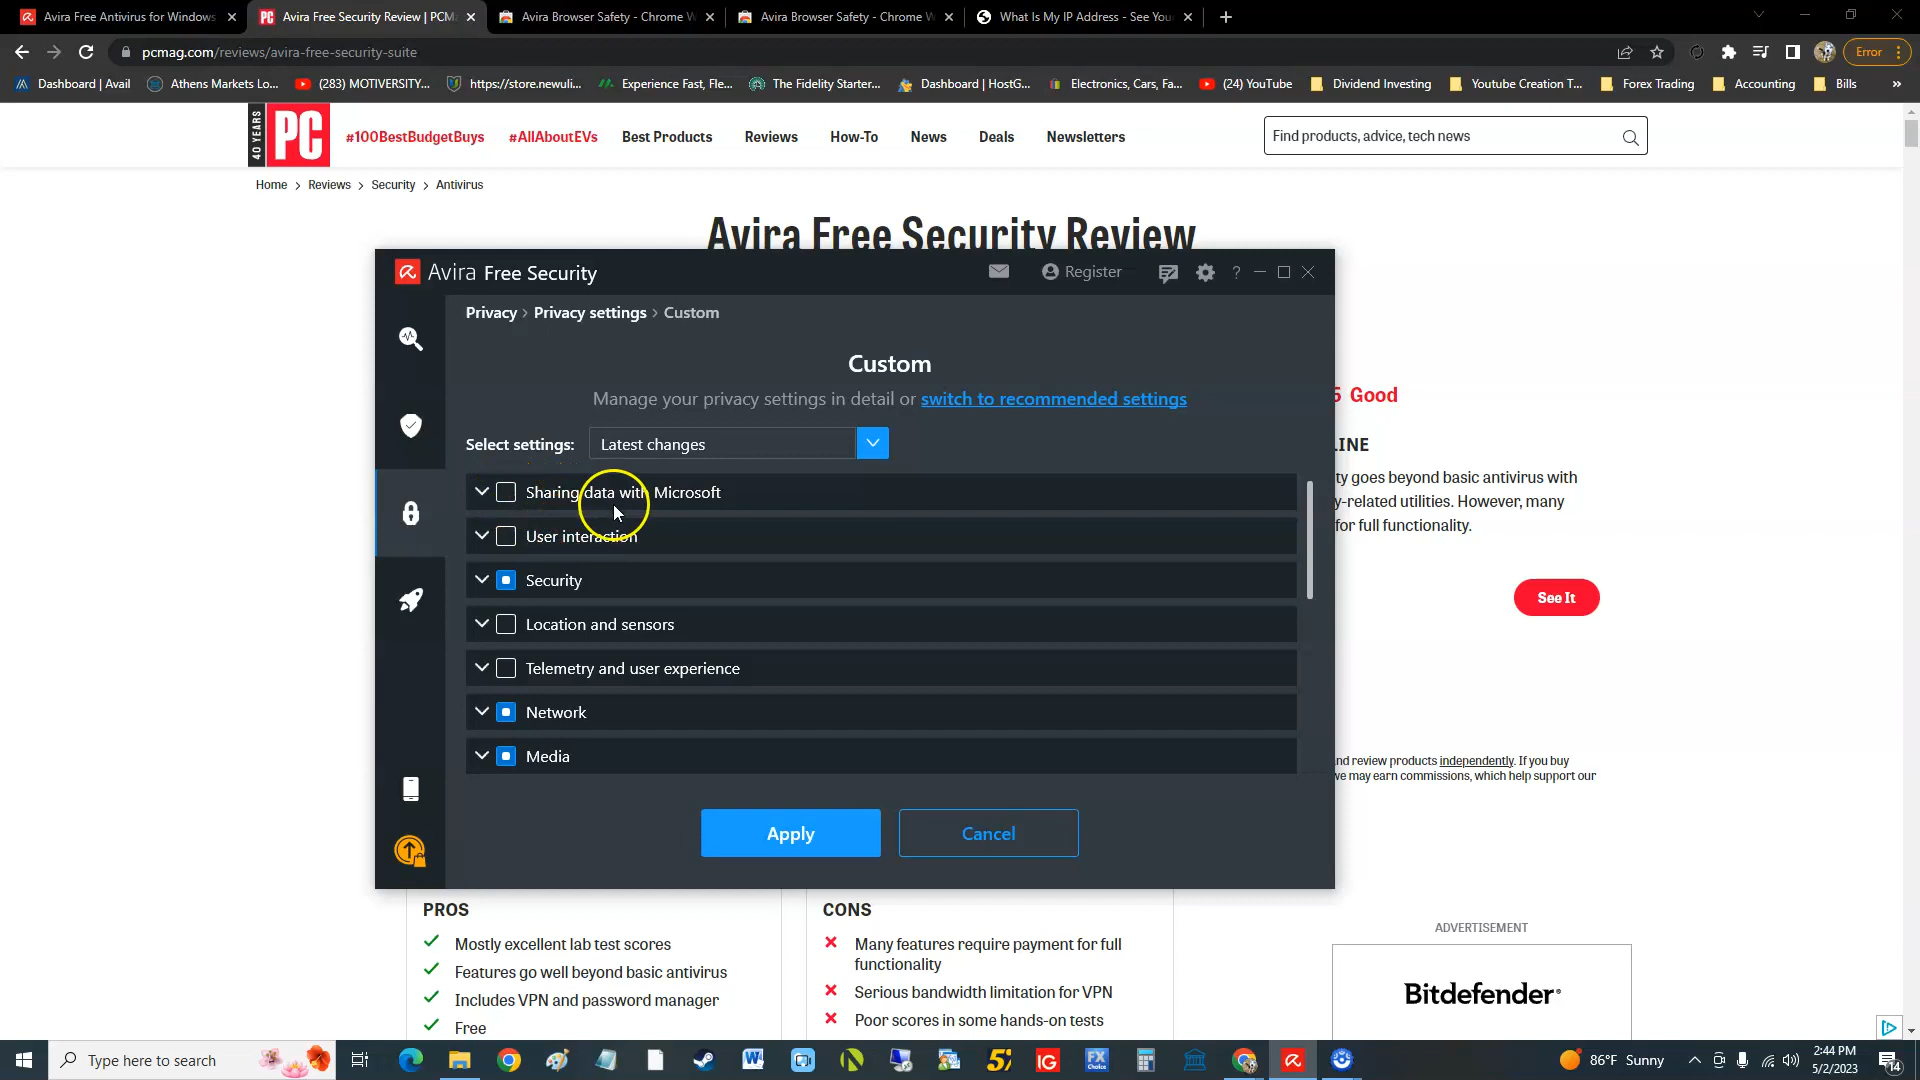 Avira Free Antivirus for Windows
Avira Free Security Review | PCMa
Avira Browser Safety - Chrome W
Avira Browser Safety - Chrome W
What Is My IP Address - See You
pcmag.com/reviews/avira-free-security-suite
Error
Dashboard | Avail
Athens Markets Lo...
(283) MOTIVERSITY...
https://store.newuli...
Experience Fast, Fle...
The Fidelity Starter...
Dashboard | HostG...
Electronics, Cars, Fa...
(24) YouTube
Dividend Investing
Youtube Creation T...
Forex Trading
Accounting
Bills
»
40 YEARS
PC
#100BestBudgetBuys
#AllAboutEVs
Best Products
Reviews
How-To
News
Deals
Newsletters
Find products, advice, tech news
Home > Reviews > Security > Antivirus
Avira Free Security Review
Avira Free Security
Register
?
Privacy > Privacy settings > Custom
Custom
Manage your privacy settings in detail or switch to recommended settings
Select settings:
Latest changes
Sharing data with Microsoft
User interaction
Security
Location and sensors
Telemetry and user experience
Network
Media
Apply
Cancel
5 Good
LINE
ty goes beyond basic antivirus with
y-related utilities. However, many
for full functionality.
See It
nd review products independently. If you buy
we may earn commissions, which help support our
PROS
Mostly excellent lab test scores
Features go well beyond basic antivirus
Includes VPN and password manager
Free
CONS
Many features require payment for full
functionality
Serious bandwidth limitation for VPN
Poor scores in some hands-on tests
ADVERTISEMENT
Bitdefender
Type here to search
IG
FX
Choice
86°F Sunny
2:44 PM
5/2/2023
14